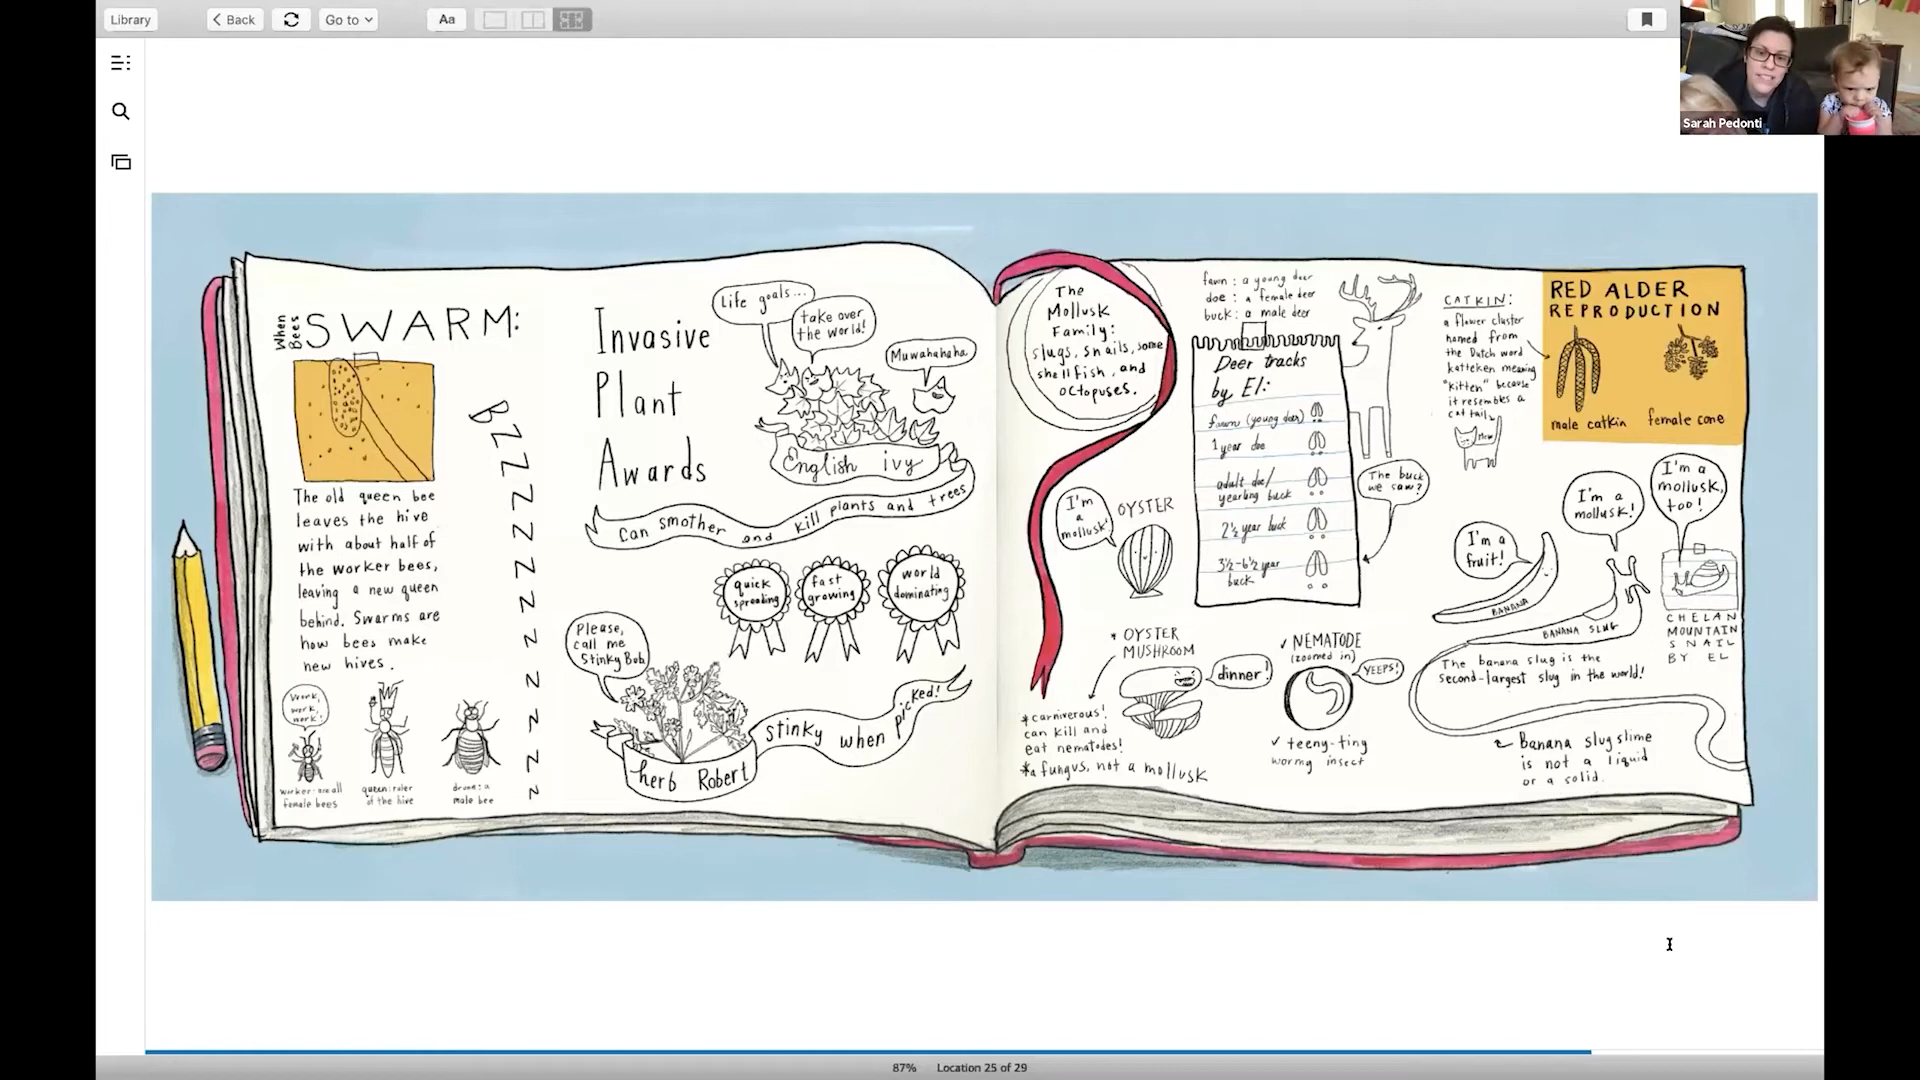 Library
Back
Go to
Aa
Sarah Pedonti
When
Bees
SWARM:
The old queen bee
leaves the hive
with about half of
the worker bees,
leaving a new queen
behind. Swarms are
how bees make
new hives.
Work,
work,
work!
worker: are all
female bees
queen: ruler
of the hive
drone: a
male bee
BZZZZZZZZZZZ
Invasive
Plant
Awards
Life goals...
take over
the world!
Muwahahaha
English ivy
Can smother and kill plants and trees
quick
spreading
fast
growing
world
dominating
Please,
call me
Stinky Bob
herb Robert
stinky when picked!
The
Mollusk
Family:
slugs, snails, some
shellfish, and
octopuses.
fawn: a young deer
doe: a female deer
buck: a male deer
Deer tracks
by El:
fawn (young deer)
1 year doe
adult doe/
yearling buck
2½ year buck
3½-6½ year
buck
The buck
we saw?
I'm
a
mollusk!
OYSTER
* OYSTER
MUSHROOM
dinner!
* carniverous!
can kill and
eat nematodes!
* a fungus, not a mollusk
✓ NEMATODE
(zoomed in)
YEEPS!
✓ teeny-tiny
wormy insect
CATKIN:
a flower cluster
named from
the Dutch word
katteken meaning
"kitten" because
it resembles a
cat tail
Mew
RED ALDER
REPRODUCTION
male catkin
female cone
I'm a
fruit!
BANANA
I'm a
mollusk!
BANANA SLUG
I'm a
mollusk,
too!
CHELAN
MOUNTAIN
SNAIL
BY EL
The banana slug is the
second-largest slug in the world!
Banana slug slime
is not a liquid
or a solid.
87%
Location 25 of 29